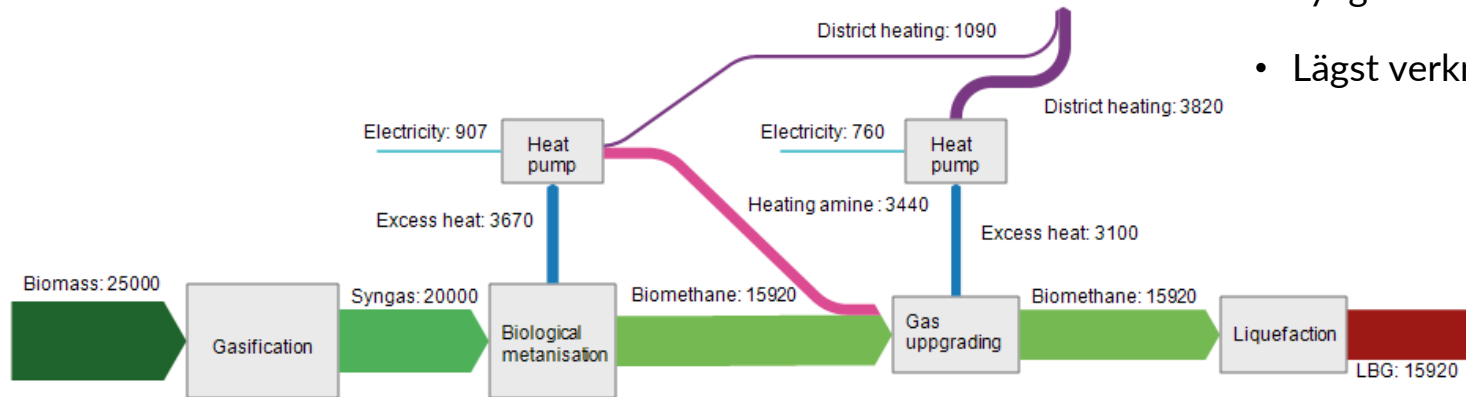 District heating: 1090
• Lägst
District heating: 3820
Electricity: 907
Heat
pump
Electricity: 760
Heat
pump
Excess heat: 3670
Heating amine : 3440
Excess heat: 3100
Biomass: 25000
Syngas: 20000
Biomethane: 15920
Biomethane: 15920
Gasification
Biological
metanisation
Gas
uppgrading
Liquefaction
LBG: 15920